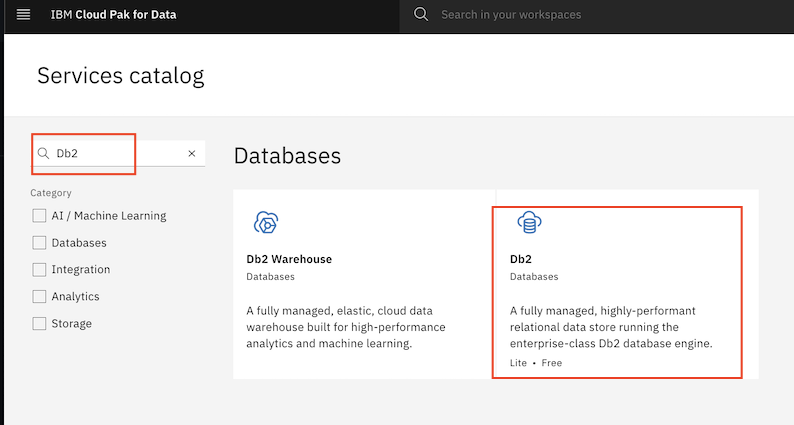 IBM Cloud Pak for Data
Search in your workspaces
Services catalog
Db2
Category
AI / Machine Learning
Databases
Integration
Analytics
Storage
Databases
Db2 Warehouse
Databases
A fully managed, elastic, cloud data
warehouse built for high-performance
analytics and machine learning.
Db2
Databases
A fully managed, highly-performant
relational data store running the
enterprise-class Db2 database engine.
Lite • Free